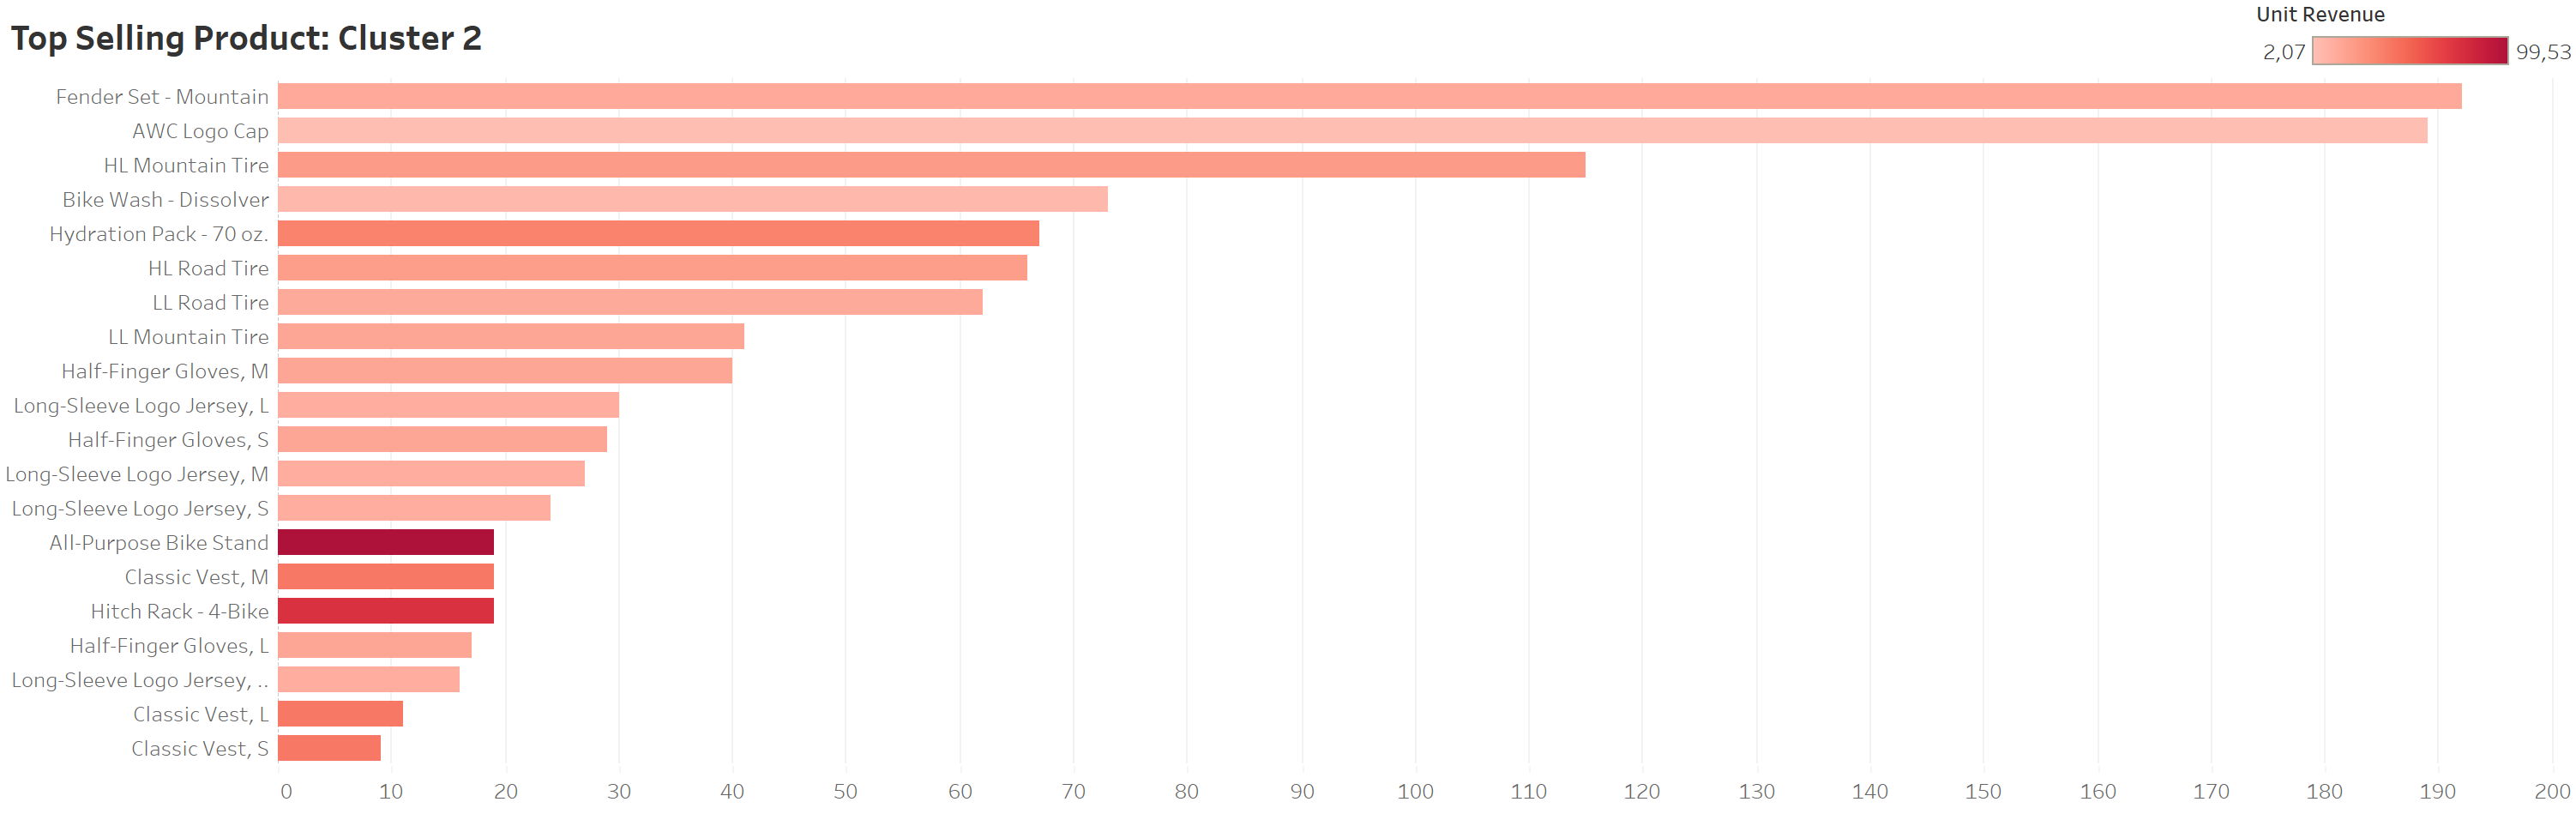 Top Selling Product: Cluster 2
Unit Revenue
2,07 99,53
Fender Set - Mountain
AWC Logo Cap
HL Mountain Tire
Bike Wash - Dissolver
Hydration Pack - 70 oz.
HL Road Tire
LL Road Tire
LL Mountain Tire
Half-Finger Gloves, M
Long-Sleeve Logo Jersey, L
Half-Finger Gloves, S
Long-Sleeve Logo Jersey, M
Long-Sleeve Logo Jersey, S
All-Purpose Bike Stand
Classic Vest, M
Hitch Rack - 4-Bike
Half-Finger Gloves, L
Long-Sleeve Logo Jersey, ..
Classic Vest, L
Classic Vest, S
0 10 20 30 40 50 60 70 80 90 100 110 120 130 140 150 160 170 180 190 200